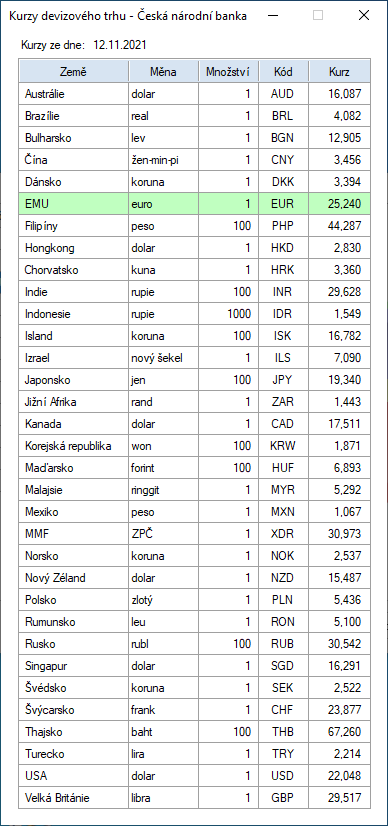 Kurzy devizového trhu - Česká národní banka
Kurzy ze dne: 12.11.2021
Země Měna Množství Kód Kurz
Austrálie dolar 1 AUD 16,087
Brazílie real 1 BRL 4,082
Bulharsko lev 1 BGN 12,905
Čína žen-min-pi 1 CNY 3,456
Dánsko koruna 1 DKK 3,394
EMU euro 1 EUR 25,240
Filipíny peso 100 PHP 44,287
Hongkong dolar 1 HKD 2,830
Chorvatsko kuna 1 HRK 3,360
Indie rupie 100 INR 29,628
Indonesie rupie 1000 IDR 1,549
Island koruna 100 ISK 16,782
Izrael nový šekel 1 ILS 7,090
Japonsko jen 100 JPY 19,340
Jižní Afrika rand 1 ZAR 1,443
Kanada dolar 1 CAD 17,511
Korejská republika won 100 KRW 1,871
Maďarsko forint 100 HUF 6,893
Malajsie ringgit 1 MYR 5,292
Mexiko peso 1 MXN 1,067
MMF ZPČ 1 XDR 30,973
Norsko koruna 1 NOK 2,537
Nový Zéland dolar 1 NZD 15,487
Polsko zlotý 1 PLN 5,436
Rumunsko leu 1 RON 5,100
Rusko rubl 100 RUB 30,542
Singapur dolar 1 SGD 16,291
Švédsko koruna 1 SEK 2,522
Švýcarsko frank 1 CHF 23,877
Thajsko baht 100 THB 67,260
Turecko lira 1 TRY 2,214
USA dolar 1 USD 22,048
Velká Británie libra 1 GBP 29,517